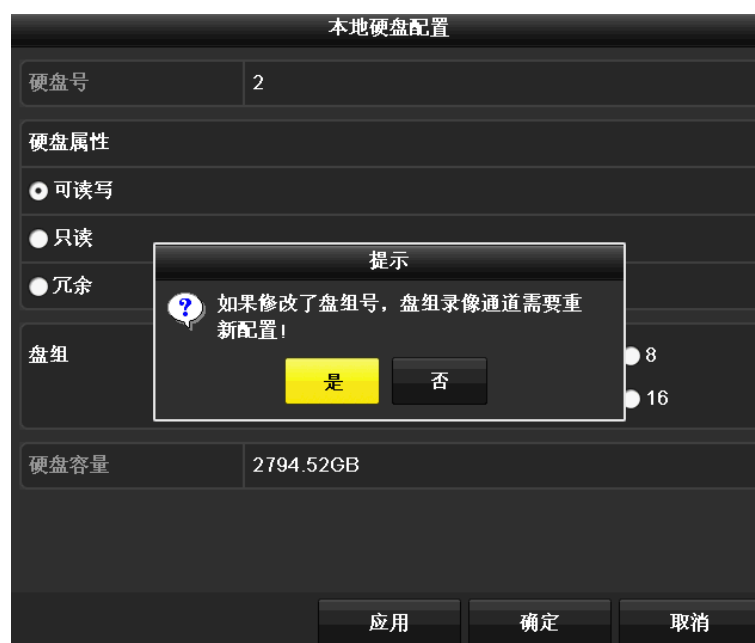 本地硬盘配置
硬盘号 2
硬盘属性
可读写
只读
冗余
提示
如果修改了盘组号，盘组录像通道需要重
新配置！
是 否
盘组
8
16
硬盘容量 2794.52GB
应用 确定 取消